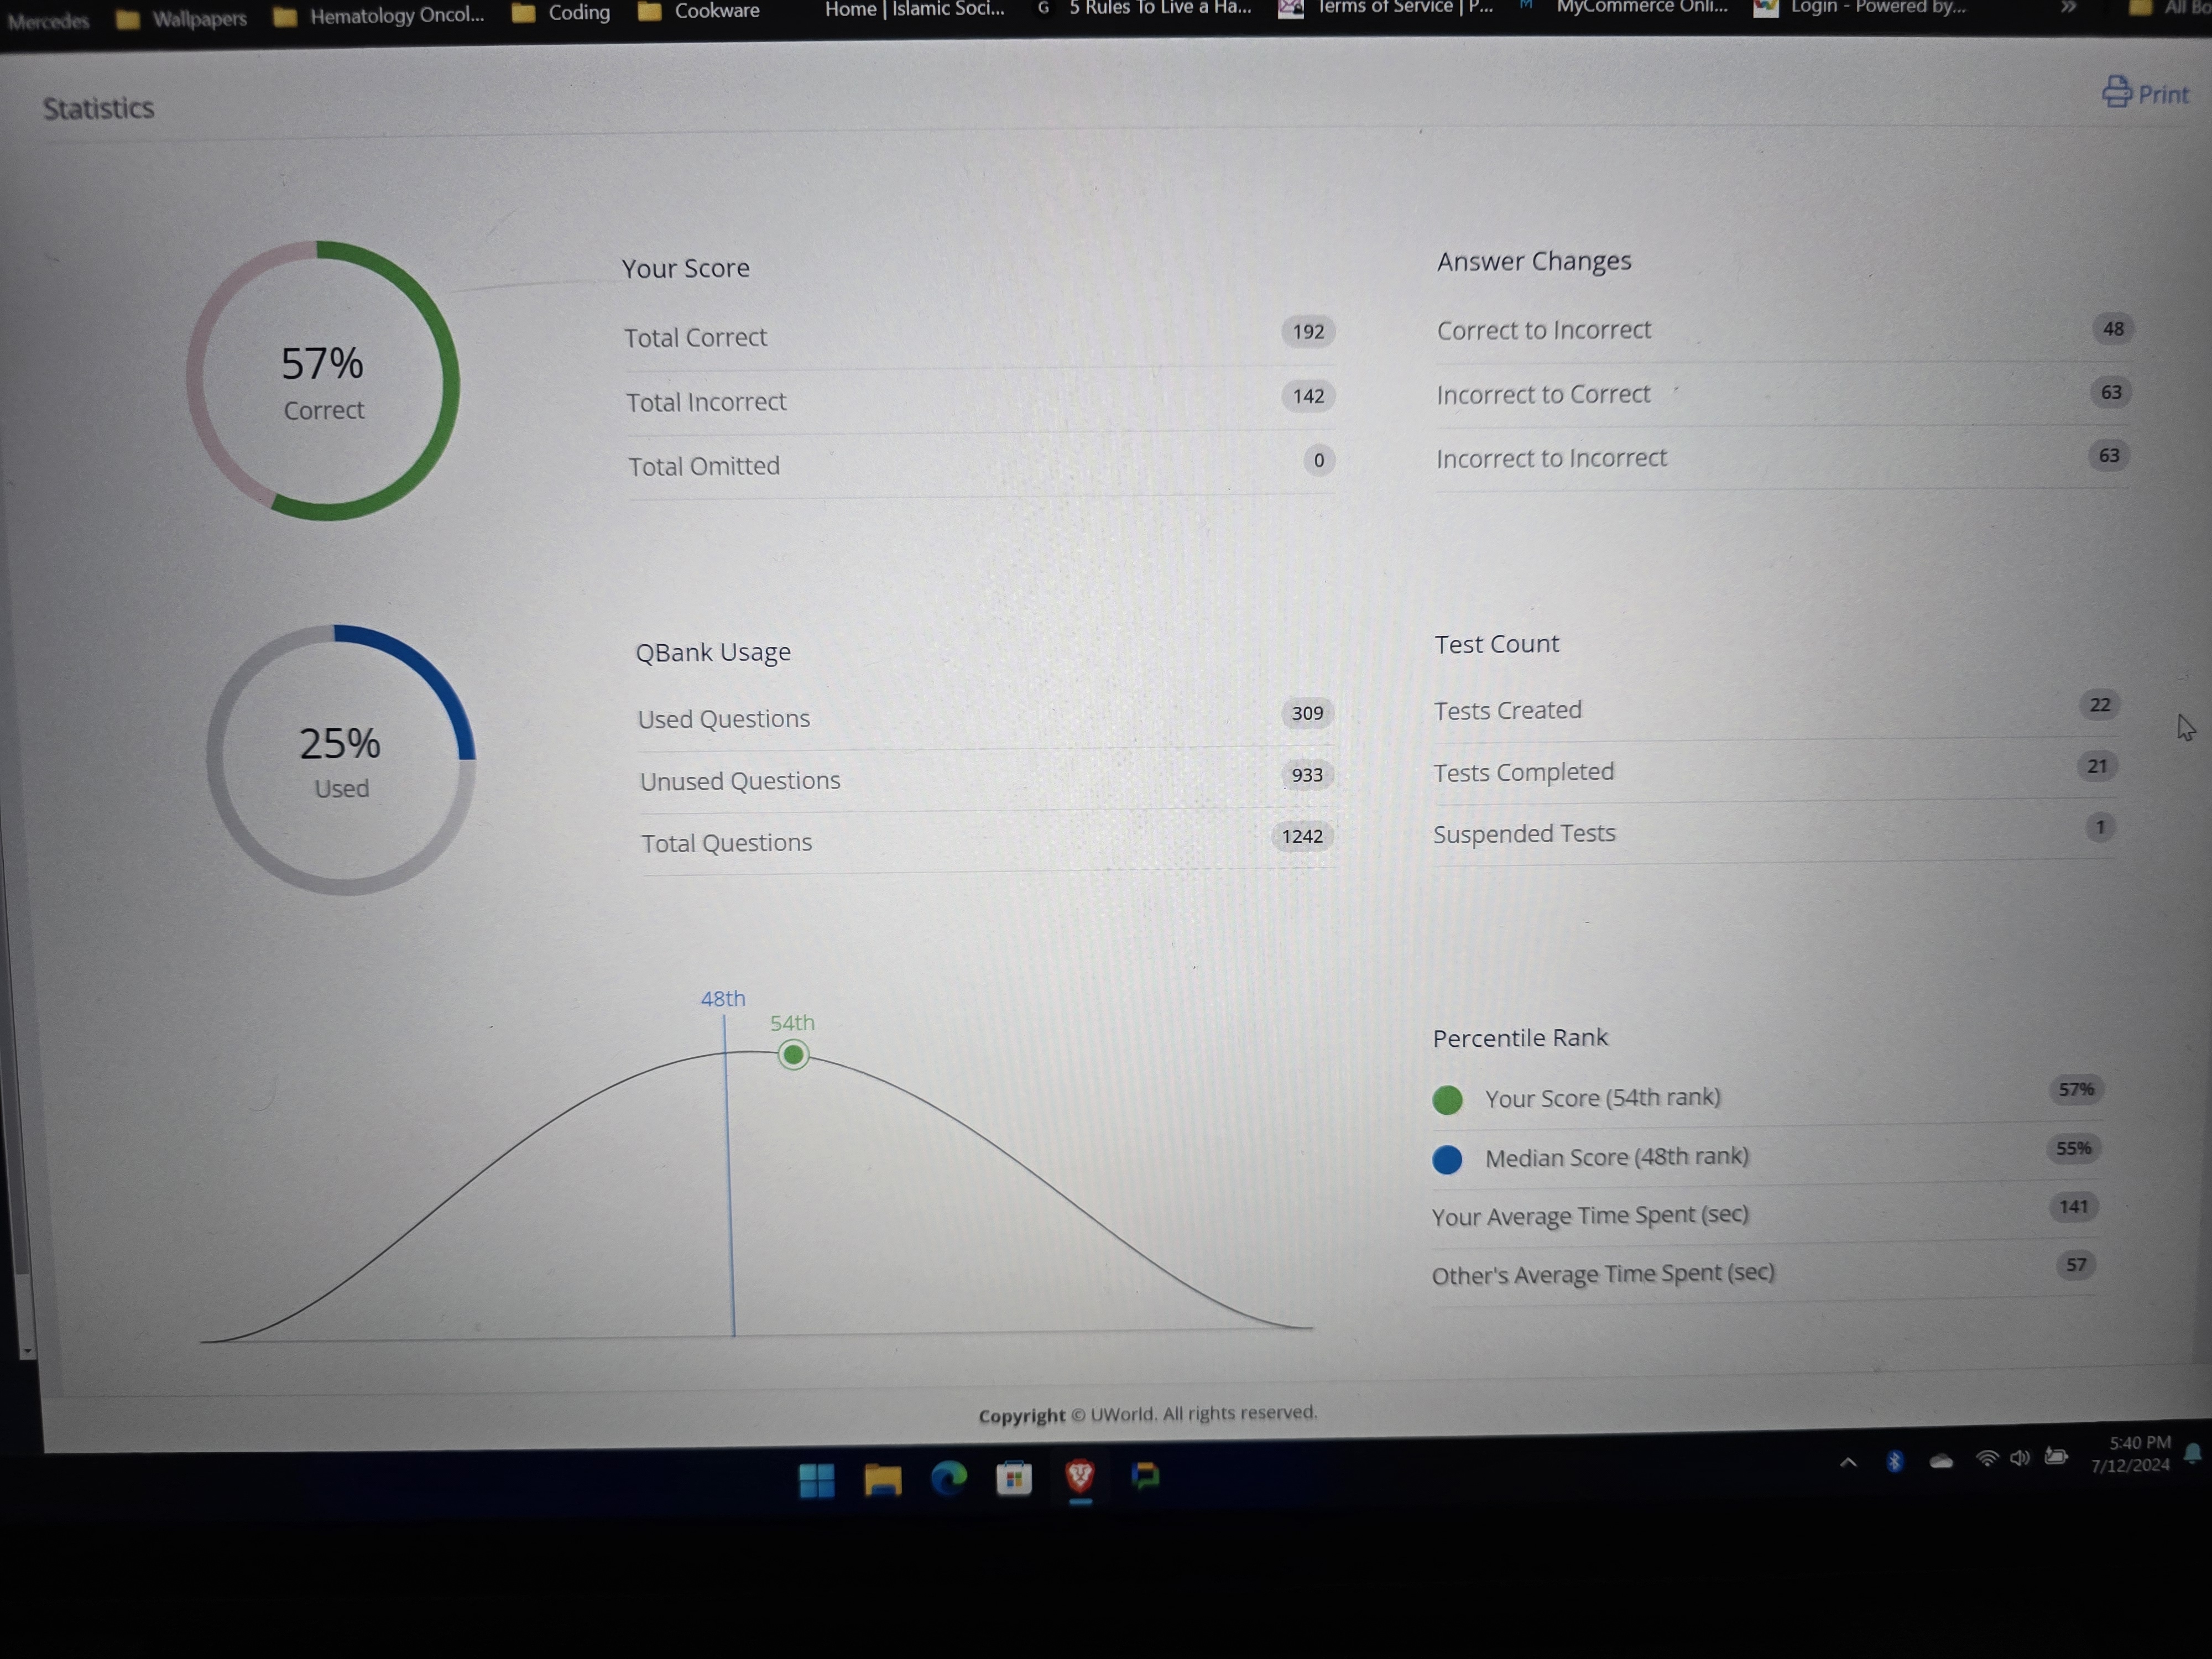 Mercedes Wallpapers Hematology Oncol... Coding Cookware Home | Islamic Soci... G 5 Rules To Live a Ha... Terms of Service | P... M MyCommerce Onli... Login - Powered by... » All Bo
Statistics
Print
57%
Correct
Your Score
Total Correct 192
Total Incorrect 142
Total Omitted 0
Answer Changes
Correct to Incorrect 48
Incorrect to Correct 63
Incorrect to Incorrect 63
25%
Used
QBank Usage
Used Questions 309
Unused Questions 933
Total Questions 1242
Test Count
Tests Created 22
Tests Completed 21
Suspended Tests 1
48th
54th
Percentile Rank
Your Score (54th rank) 57%
Median Score (48th rank) 55%
Your Average Time Spent (sec) 141
Other's Average Time Spent (sec) 57
Copyright © UWorld. All rights reserved.
5:40 PM
7/12/2024